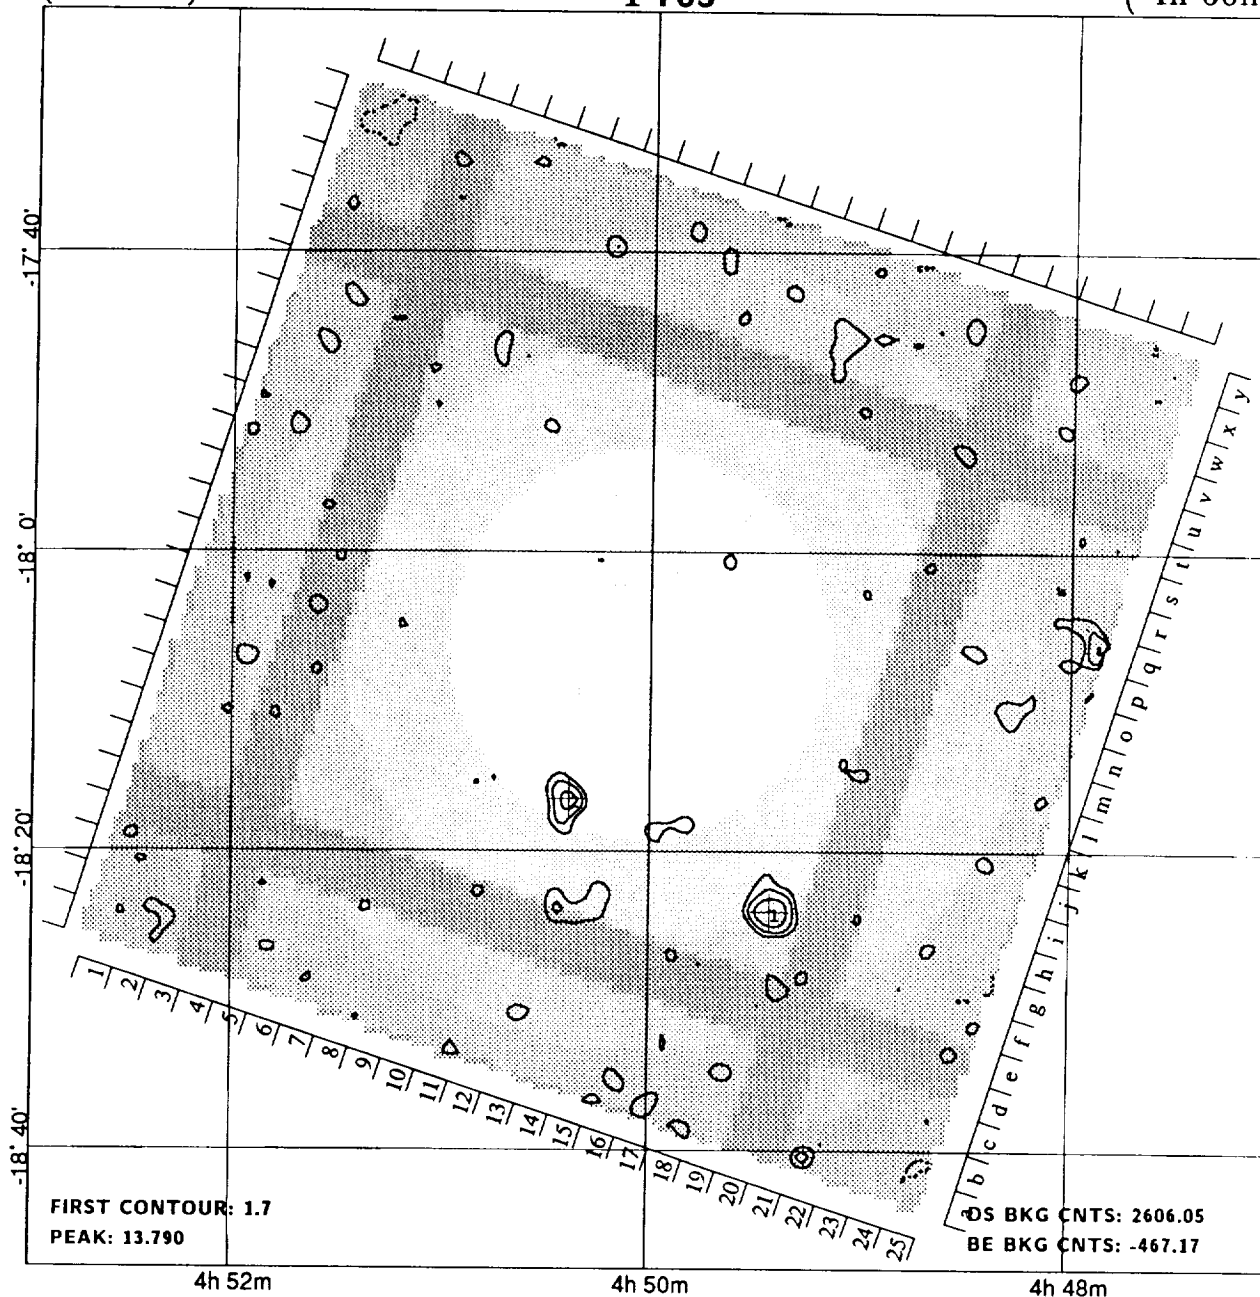 -17° 40'
-18° 0'
-18° 20'
-18° 40'
a b c d e f g h i j k l m n o p q r s t u v w x y
2
1
1 2 3 4 5 6 7 8 9 10 11 12 13 14 15 16 17 18 19 20 21 22 23 24 25
FIRST CONTOUR: 1.7
PEAK: 13.790
DS BKG CNTS: 2606.05
BE BKG CNTS: -467.17
4h 52m 4h 50m 4h 48m